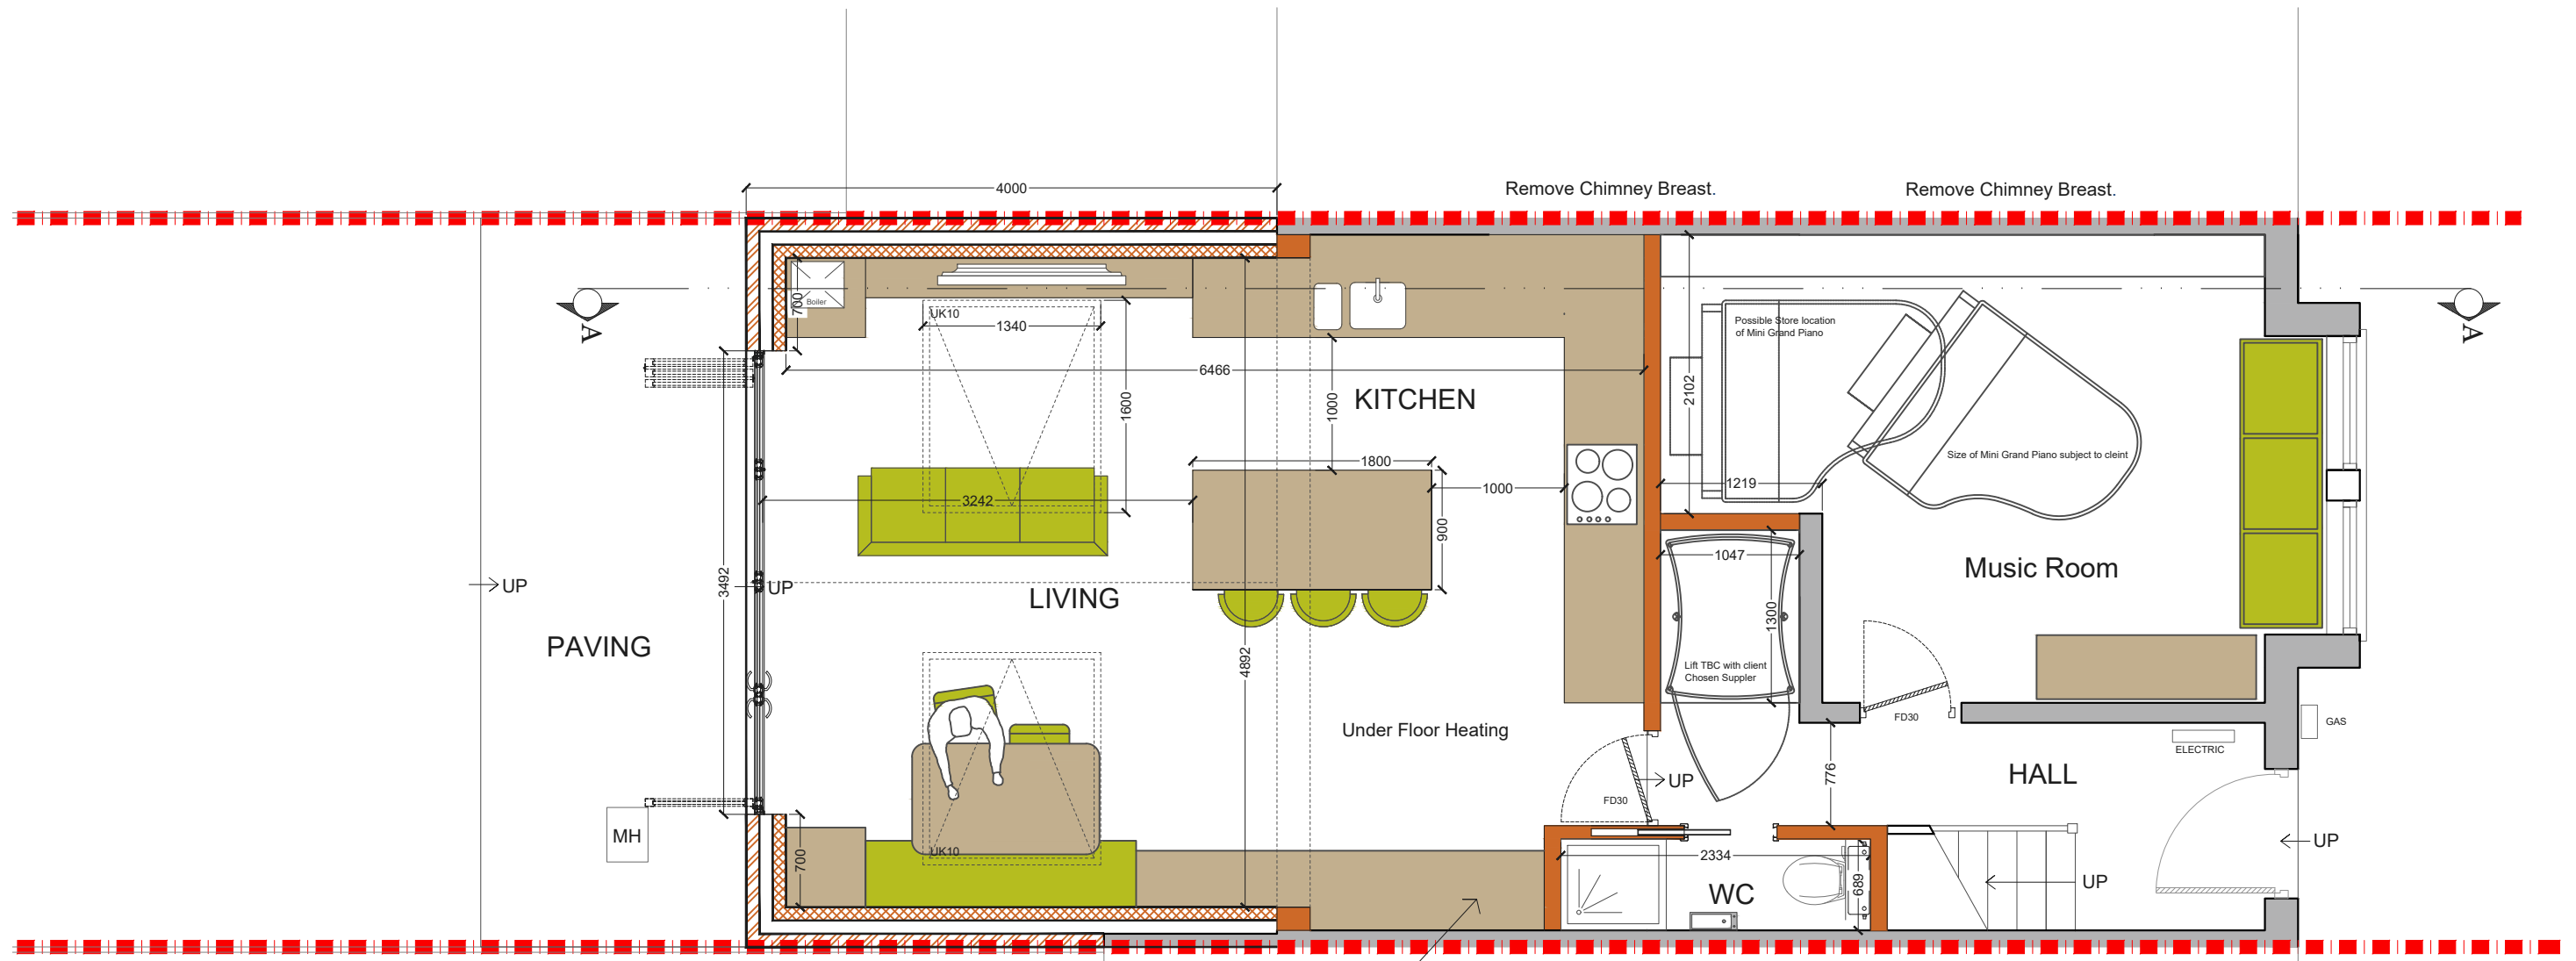 Remove Chimney Breast.
Remove Chimney Breast.
4000
A
A
Boiler
700
UK10
1340
6466
1600
KITCHEN
1000
2102
Possible Store location
of Mini Grand Piano
Size of Mini Grand Piano subject to cleint
1800
1000
1219
3242
900
1047
3492
UP
UP
LIVING
Music Room
1300
PAVING
4892
Lift TBC with client
Chosen Suppler
Under Floor Heating
FD30
GAS
ELECTRIC
HALL
776
UP
FD30
MH
UK10
700
2334
WC
689
UP
UP